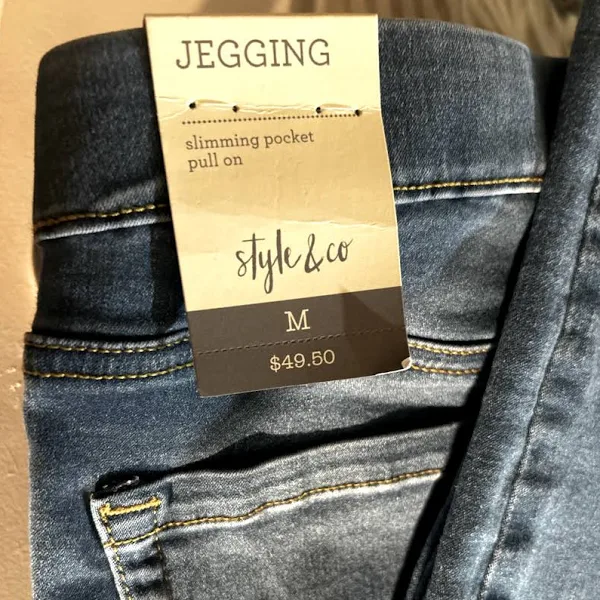 JEGGING
slimming pocket
pull on
style & co
M
$49.50